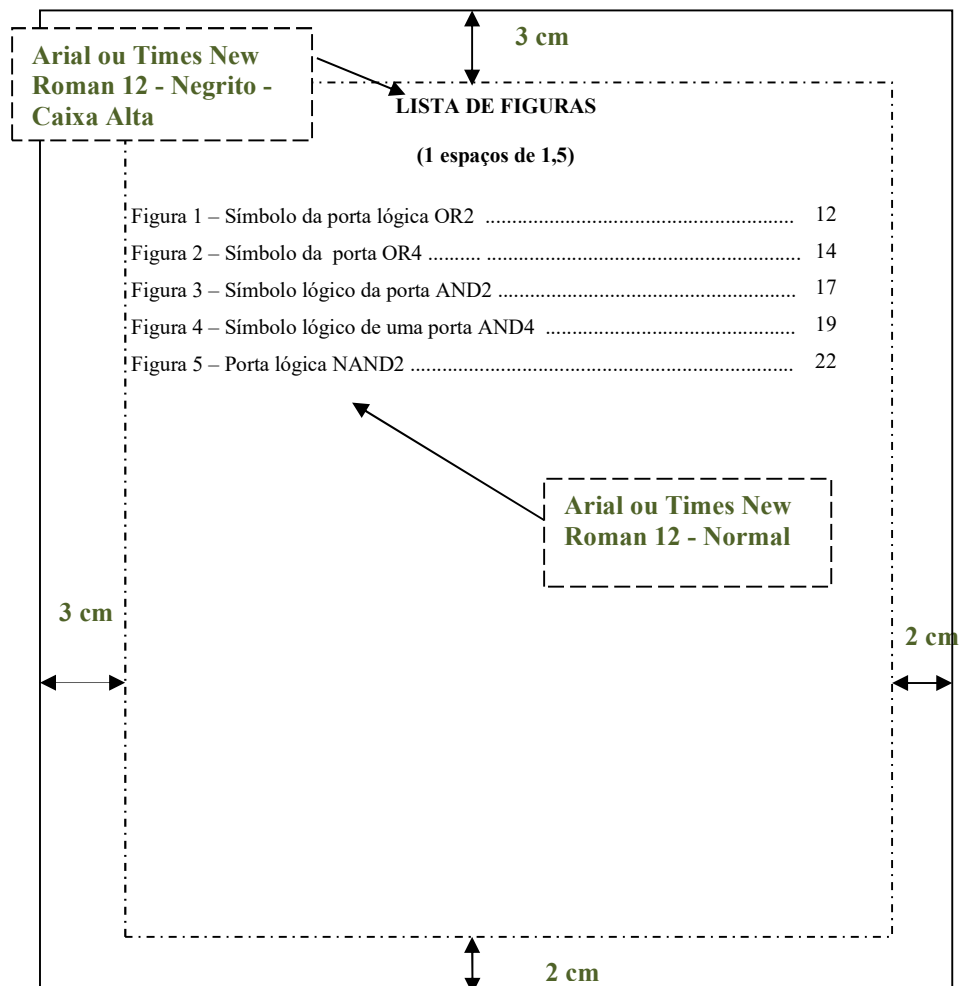 3 cm
Arial ou Times New
Roman 12 - Negrito -
Caixa Alta
LISTA DE FIGURAS
(1 espaços de 1,5)
Figura 1 – Símbolo da porta lógica OR2 .......................................................... 12
Figura 2 – Símbolo da  porta OR4 .......... ........................................................... 14
Figura 3 – Símbolo lógico da porta AND2 ........................................................ 17
Figura 4 – Símbolo lógico de uma porta AND4 ............................................... 19
Figura 5 – Porta lógica NAND2 ........................................................................ 22
Arial ou Times New
Roman 12 - Normal
3 cm
2 cm
2 cm